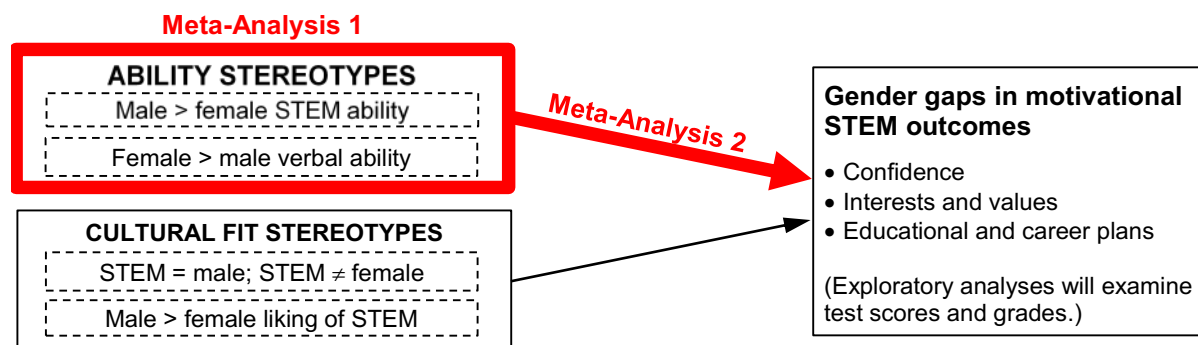 Meta-Analysis 1
ABILITY STEREOTYPES
Male > female STEM ability
Female > male verbal ability
Meta-Analysis 2
CULTURAL FIT STEREOTYPES
STEM = male; STEM ≠ female
Male > female liking of STEM
Gender gaps in motivational
STEM outcomes
• Confidence
• Interests and values
• Educational and career plans
(Exploratory analyses will examine
test scores and grades.)